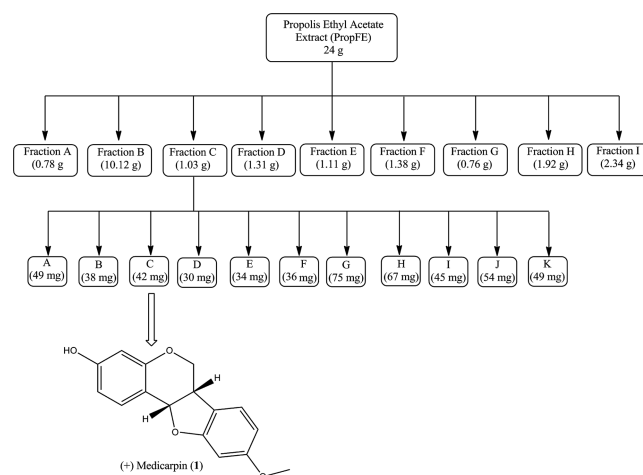 Propolis Ethyl Acetate
Extract (PropFE)
24 g
Fraction A
(0.78 g
Fraction B
(10.12 g)
Fraction C
(1.03 g)
Fraction D
(1.31 g)
Fraction E
(1.11 g)
Fraction F
(1.38 g)
Fraction G
(0.76 g)
Fraction H
(1.92 g)
Fraction I
(2.34 g)
A
(49 mg)
B
(38 mg)
C
(42 mg)
D
(30 mg)
E
(34 mg)
F
(36 mg)
G
(75 mg)
H
(67 mg)
I
(45 mg)
J
(54 mg)
K
(49 mg)
HO
O
H
H
O
O
(+) Medicarpin (1)